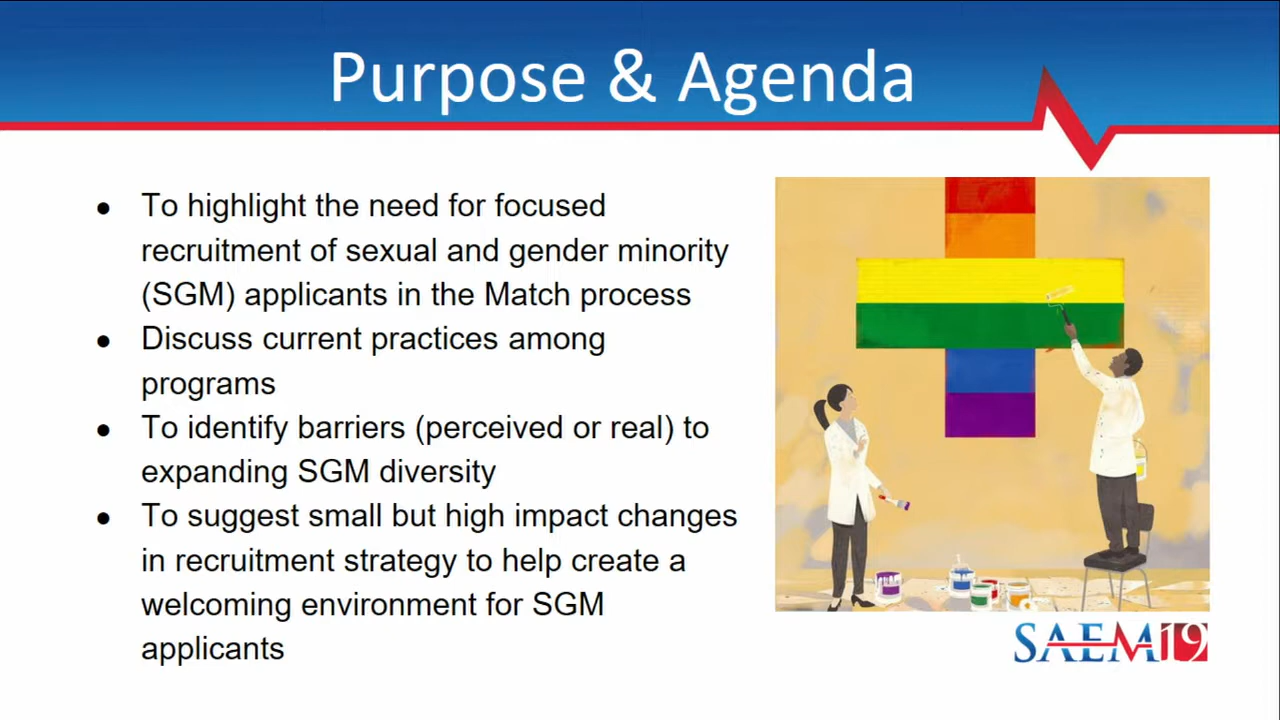 Purpose & Agenda
● To highlight the need for focused
recruitment of sexual and gender minority
(SGM) applicants in the Match process
● Discuss current practices among
programs
● To identify barriers (perceived or real) to
expanding SGM diversity
● To suggest small but high impact changes
in recruitment strategy to help create a
welcoming environment for SGM
applicants
SAEM19